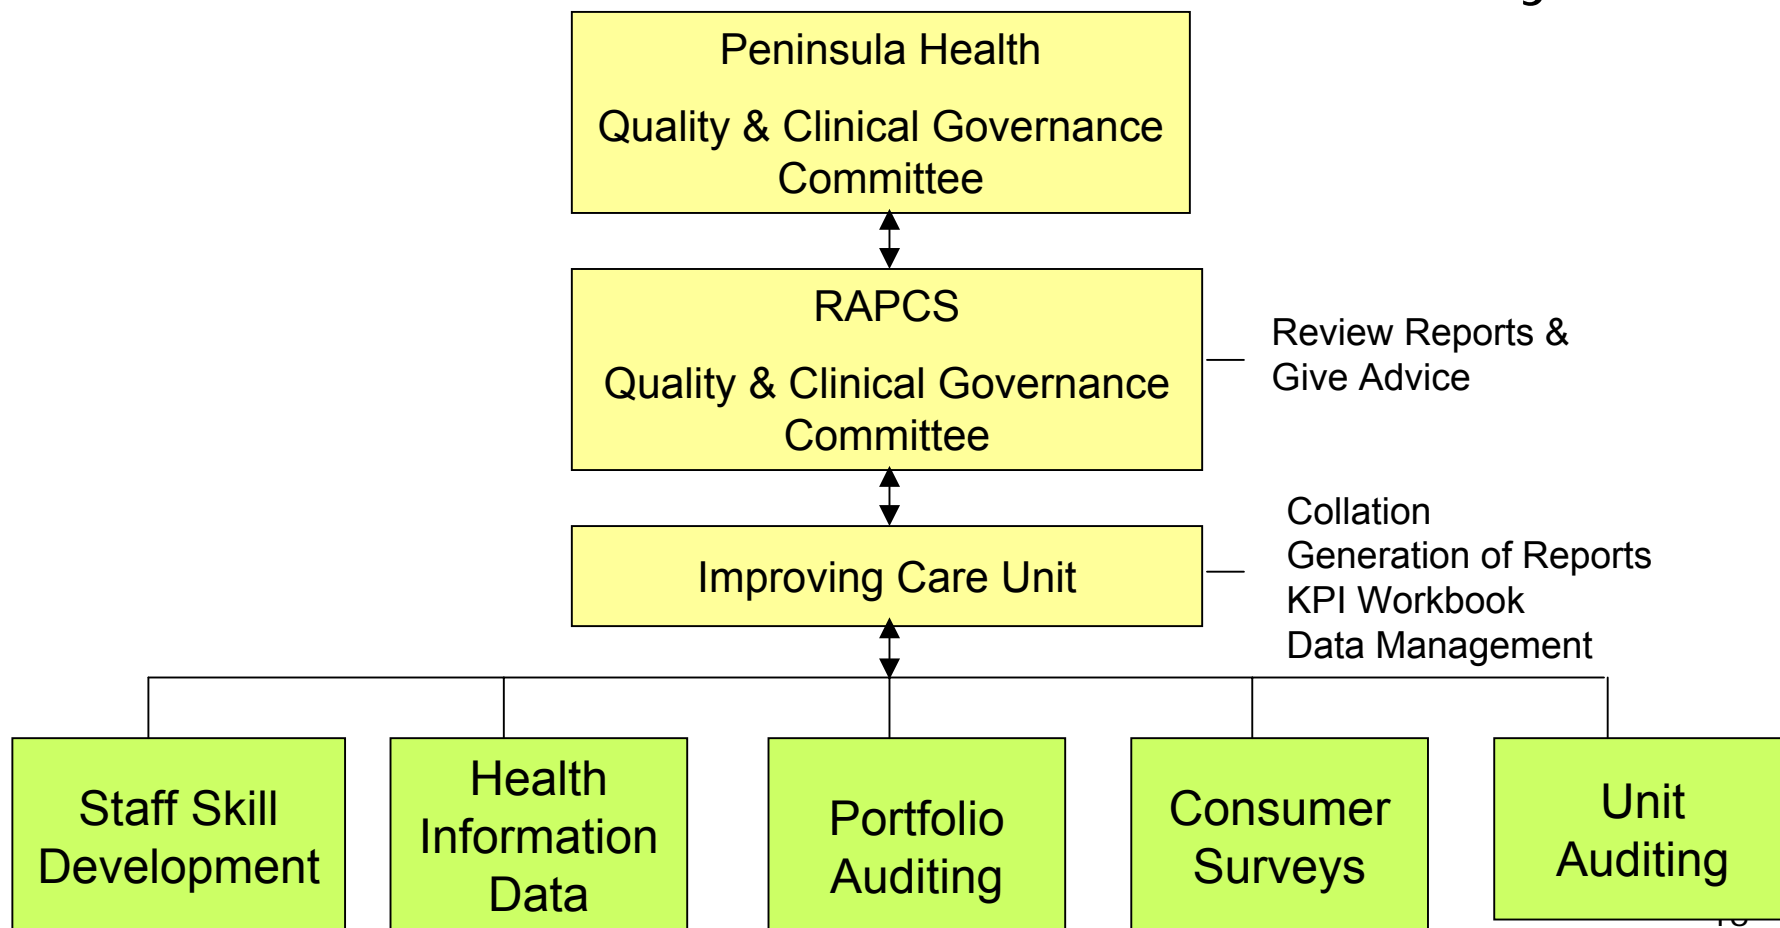 Peninsula Health
Quality & Clinical Governance
Committee
RAPCS
Quality & Clinical Governance
Committee
Review Reports &
Give Advice
Improving Care Unit
Collation
Generation of Reports
KPI Workbook
Data Management
Staff Skill
Development
Health
Information
Data
Portfolio
Auditing
Consumer
Surveys
Unit
Auditing